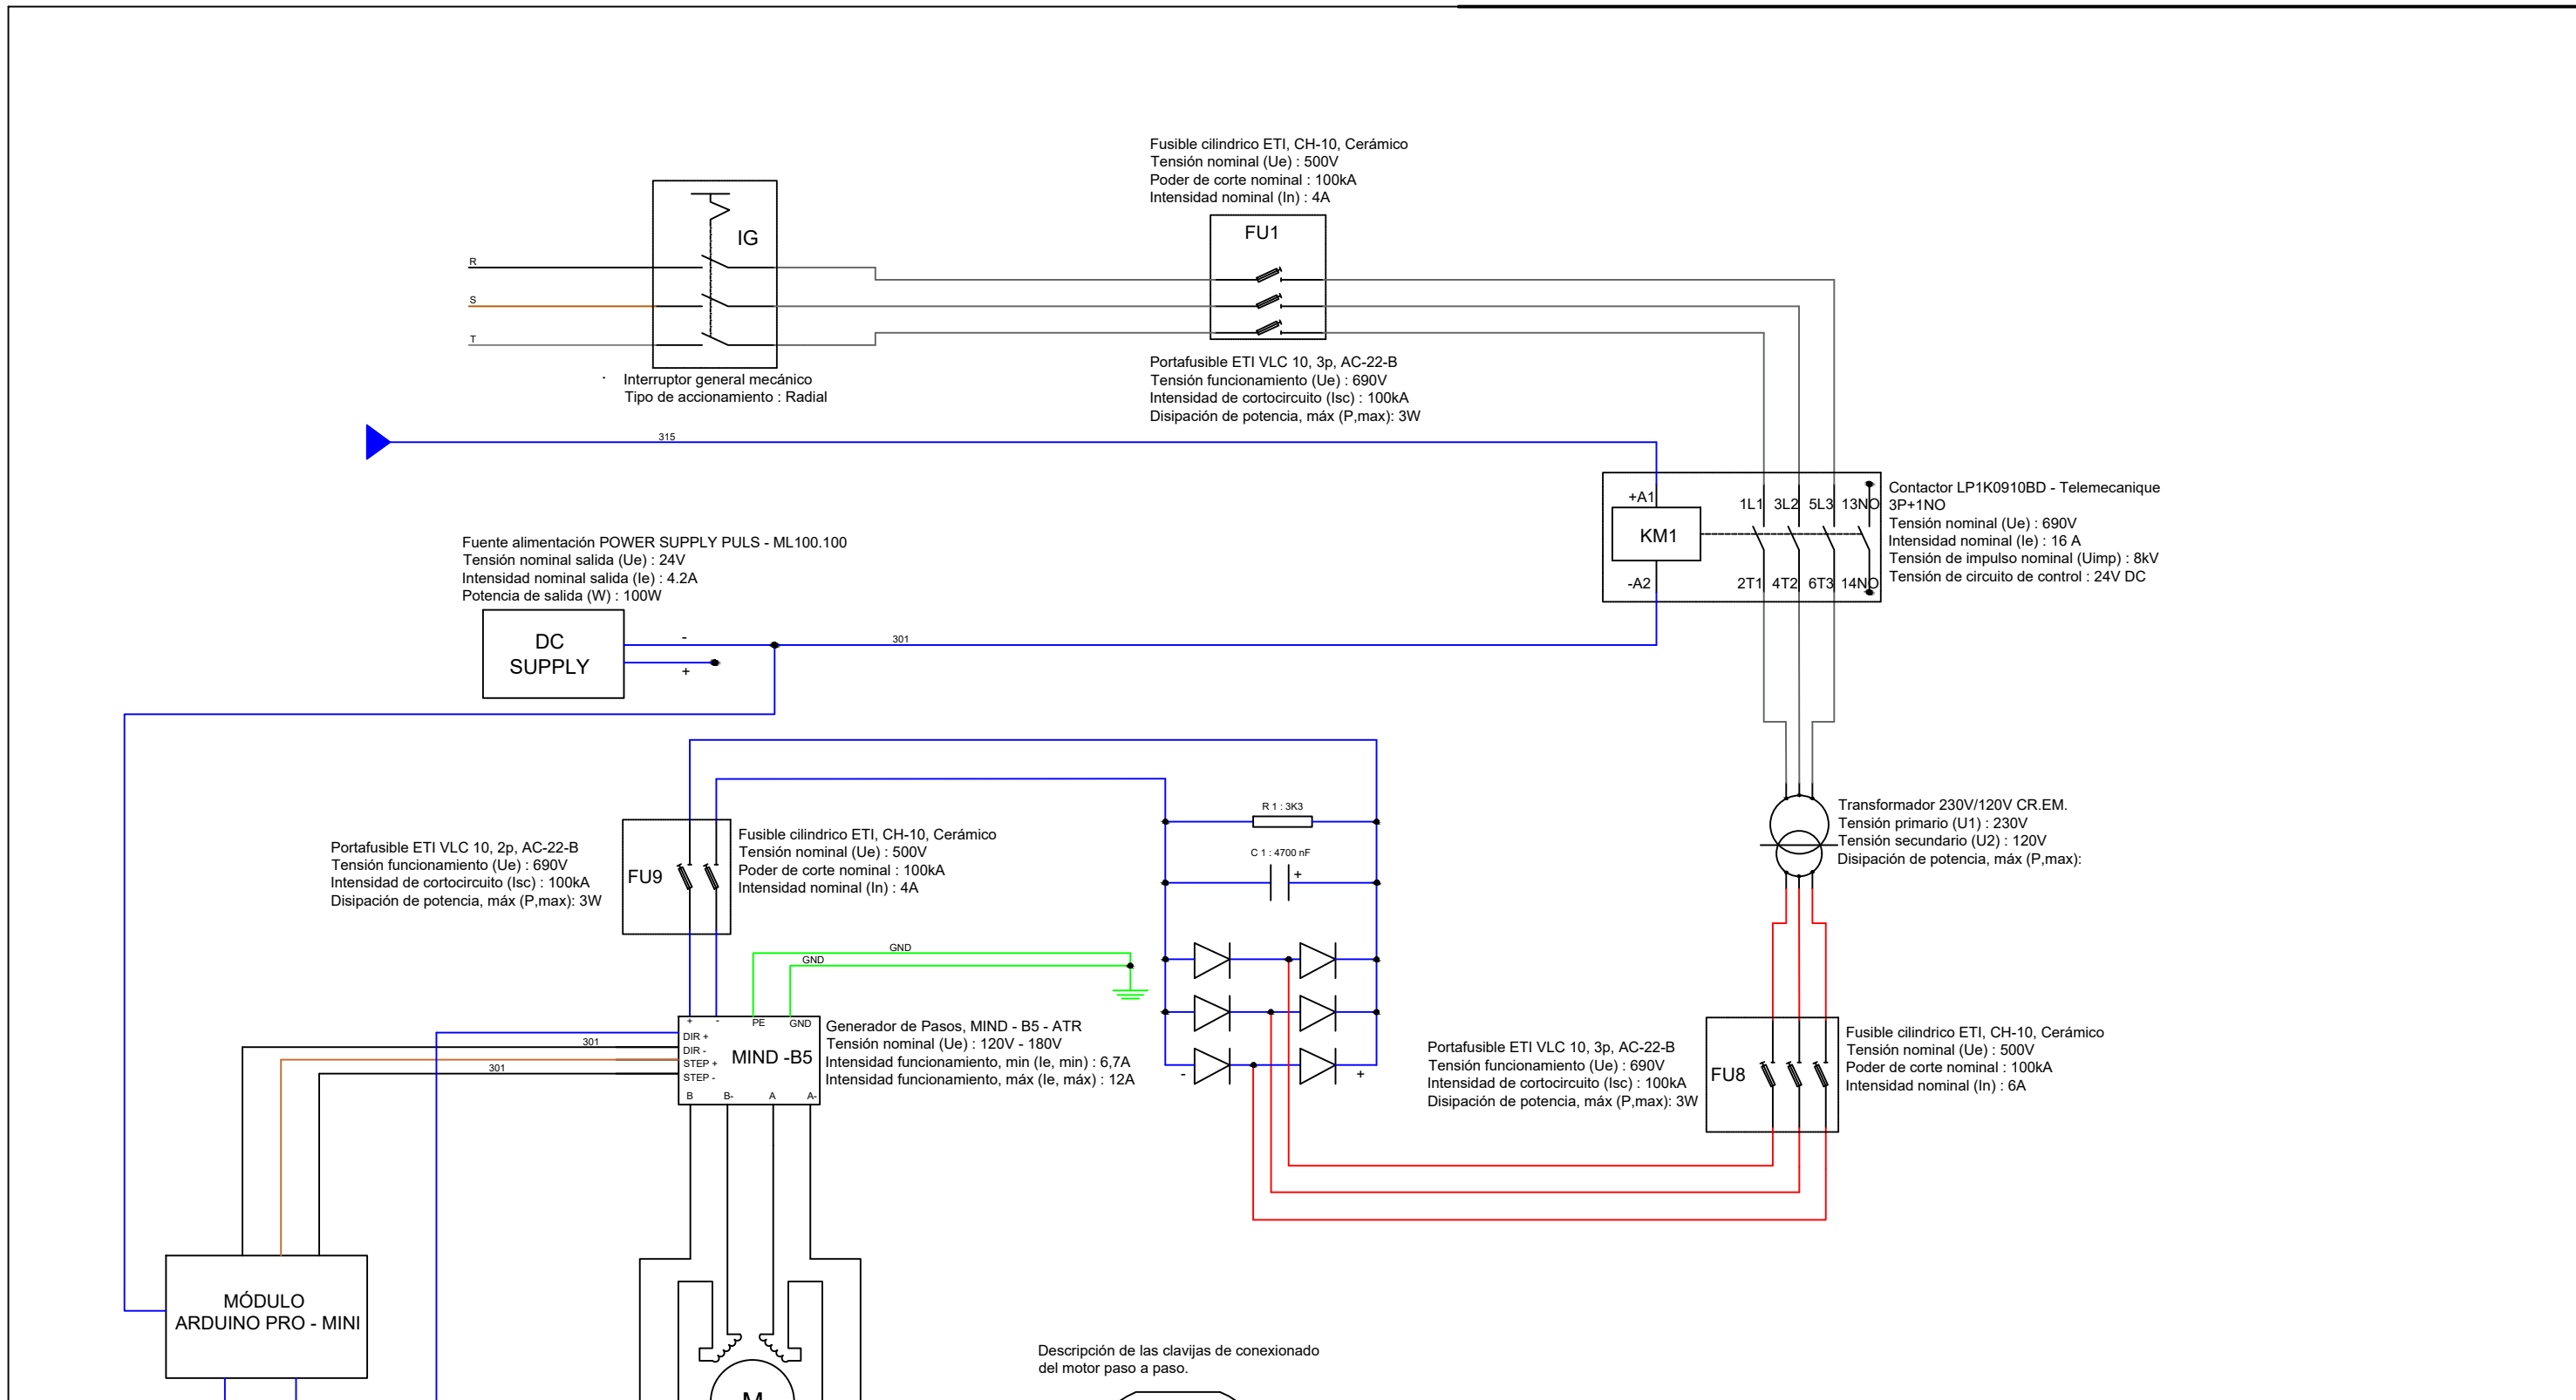 Fusible cilindrico ETI, CH-10, Cerámico
Tensión nominal (Ue) : 500V
Poder de corte nominal : 100kA
Intensidad nominal (In) : 4A
IG
FU1
R
S
T
Interruptor general mecánico
Tipo de accionamiento : Radial
Portafusible ETI VLC 10, 3p, AC-22-B
Tensión funcionamiento (Ue) : 690V
Intensidad de cortocircuito (Isc) : 100kA
Disipación de potencia, máx (P,max): 3W
315
+A1
1L1 3L2 5L3 13NO
KM1
-A2
2T1 4T2 6T3 14NO
Contactor LP1K0910BD - Telemecanique
3P+1NO
Tensión nominal (Ue) : 690V
Intensidad nominal (Ie) : 16 A
Tensión de impulso nominal (Uimp) : 8kV
Tensión de circuito de control : 24V DC
Fuente alimentación POWER SUPPLY PULS - ML100.100
Tensión nominal salida (Ue) : 24V
Intensidad nominal salida (Ie) : 4.2A
Potencia de salida (W) : 100W
DC
SUPPLY
-
+
301
R 1 : 3K3
C 1 : 4700 nF
+
Transformador 230V/120V CR.EM.
Tensión primario (U1) : 230V
Tensión secundario (U2) : 120V
Disipación de potencia, máx (P,max):
Portafusible ETI VLC 10, 2p, AC-22-B
Tensión funcionamiento (Ue) : 690V
Intensidad de cortocircuito (Isc) : 100kA
Disipación de potencia, máx (P,max): 3W
FU9
Fusible cilindrico ETI, CH-10, Cerámico
Tensión nominal (Ue) : 500V
Poder de corte nominal : 100kA
Intensidad nominal (In) : 4A
GND
GND
+ - PE GND
DIR +
DIR -
STEP +
STEP -
MIND -B5
B B- A A-
301
301
Generador de Pasos, MIND - B5 - ATR
Tensión nominal (Ue) : 120V - 180V
Intensidad funcionamiento, min (Ie, min) : 6,7A
Intensidad funcionamiento, máx (Ie, máx) : 12A
- +
Portafusible ETI VLC 10, 3p, AC-22-B
Tensión funcionamiento (Ue) : 690V
Intensidad de cortocircuito (Isc) : 100kA
Disipación de potencia, máx (P,max): 3W
FU8
Fusible cilindrico ETI, CH-10, Cerámico
Tensión nominal (Ue) : 500V
Poder de corte nominal : 100kA
Intensidad nominal (In) : 6A
MÓDULO
ARDUINO PRO - MINI
M
Descripción de las clavijas de conexionado
del motor paso a paso.